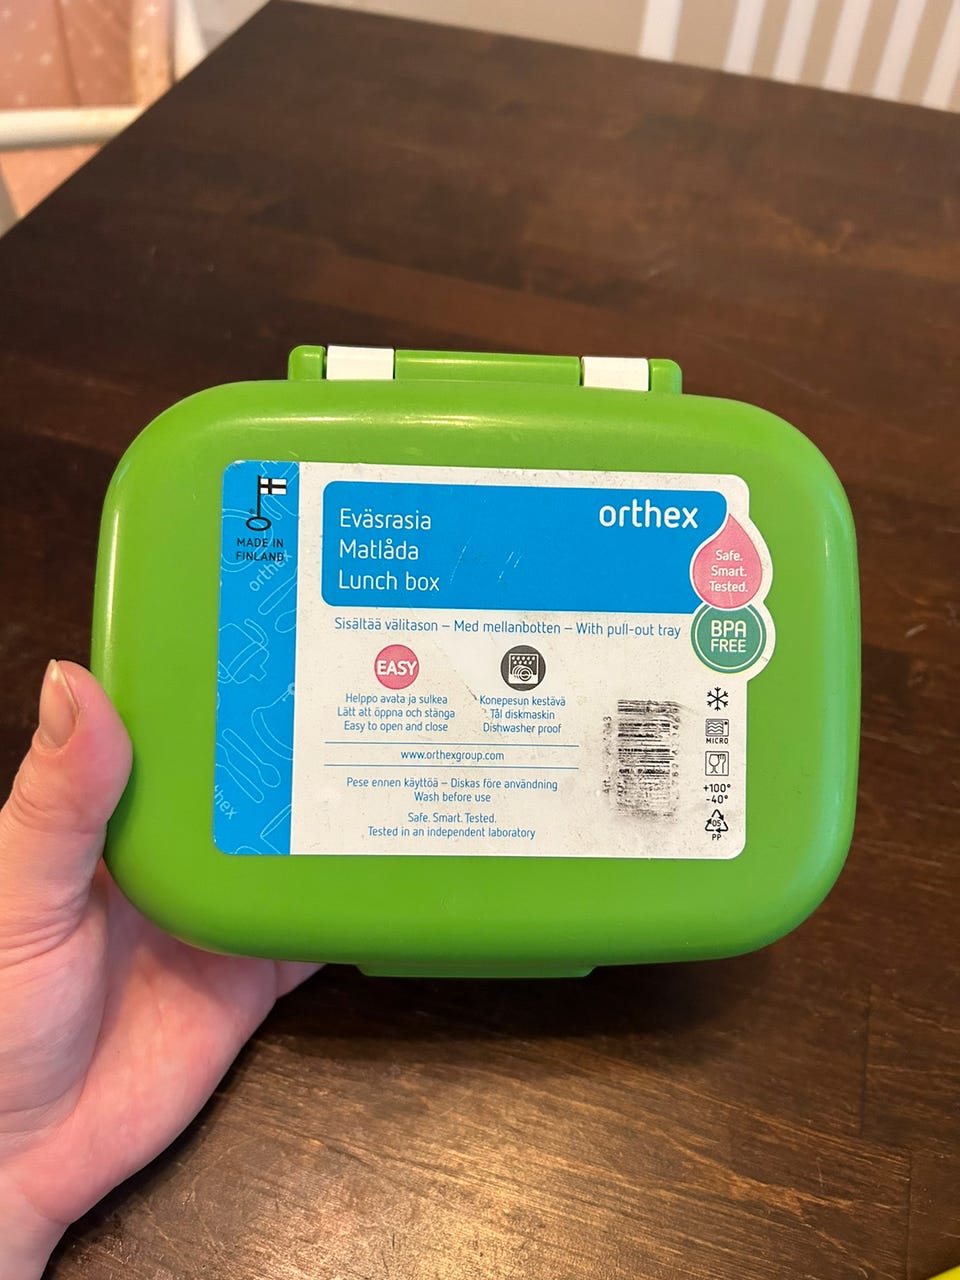 MADE IN
FINLAND
orthex
orthex
Eväsrasia
Matlåda
Lunch box
orthex
Safe.
Smart.
Tested.
BPA
FREE
Sisältää välitason – Med mellanbotten – With pull-out tray
EASY
Helppo avata ja sulkea
Lätt att öppna och stänga
Easy to open and close
Konepesun kestävä
Tål diskmaskin
Dishwasher proof
www.orthexgroup.com
Pese ennen käyttöä – Diskas före användning
Wash before use
Safe. Smart. Tested.
Tested in an independent laboratory
MICRO
+100°
-40°
05
PP